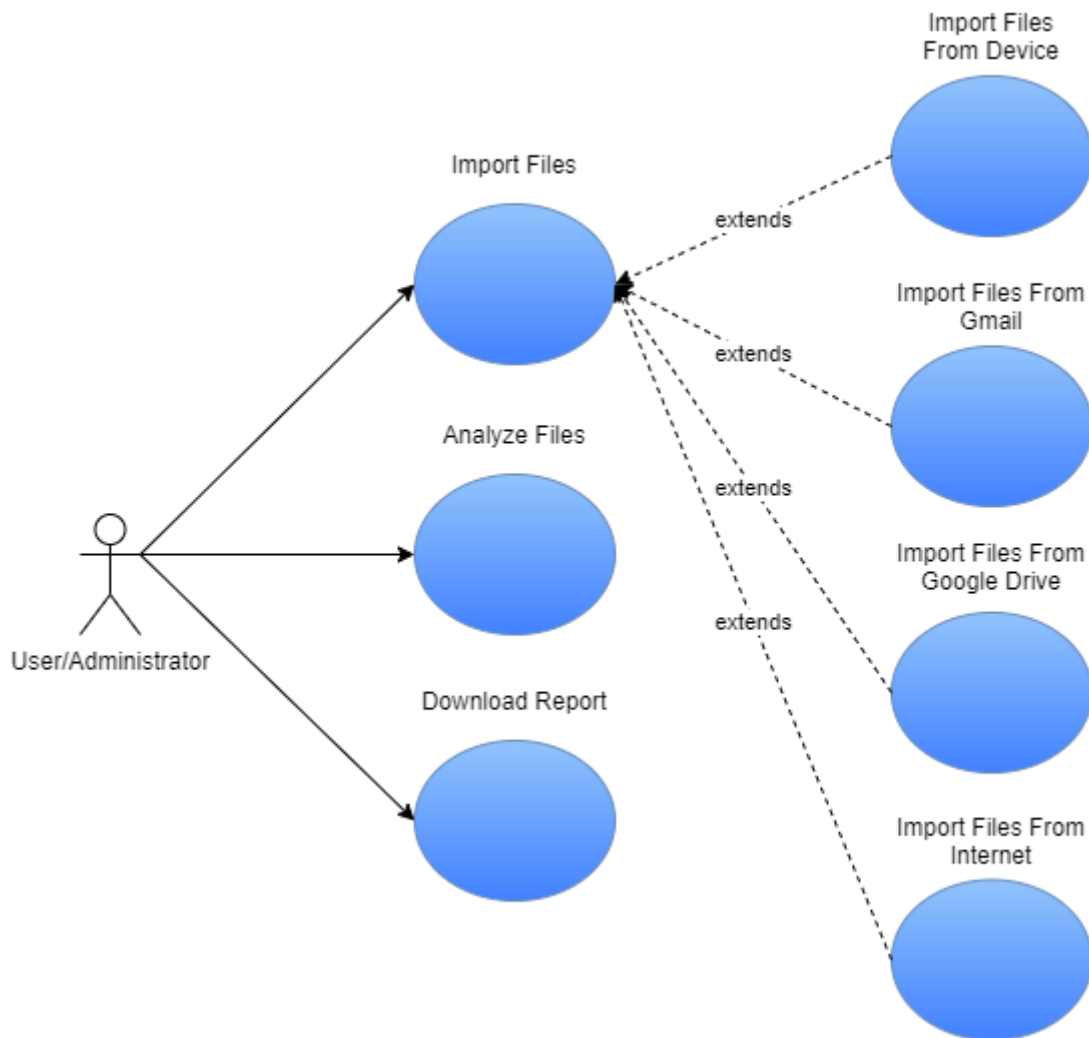 Import Files
From Device
Import Files
extends
Import Files From
Gmail
extends
Analyze Files
extends
Import Files From
Google Drive
extends
User/Administrator
Download Report
Import Files From
Internet